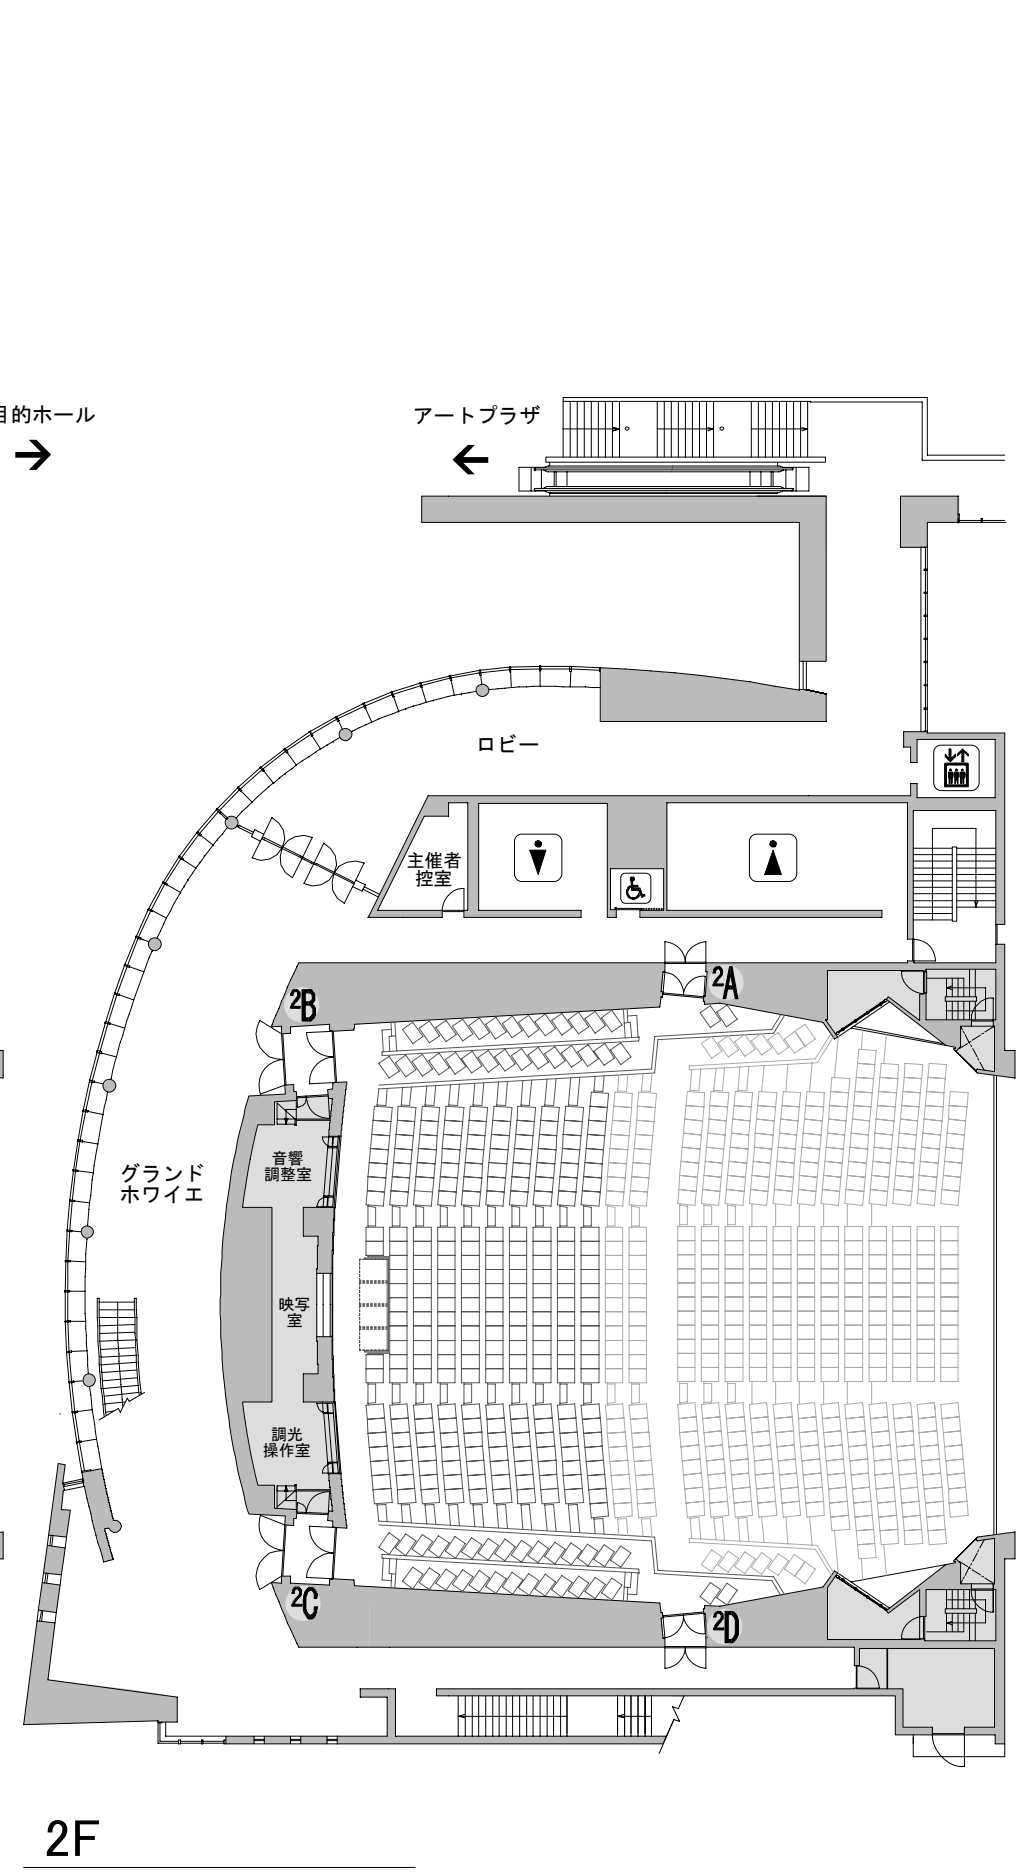 目的ホール
アートプラザ
ロビー
主催者
控室
2A
2B
音響
調整室
グランド
ホワイエ
映写
室
調光
操作室
2C
2D
2F